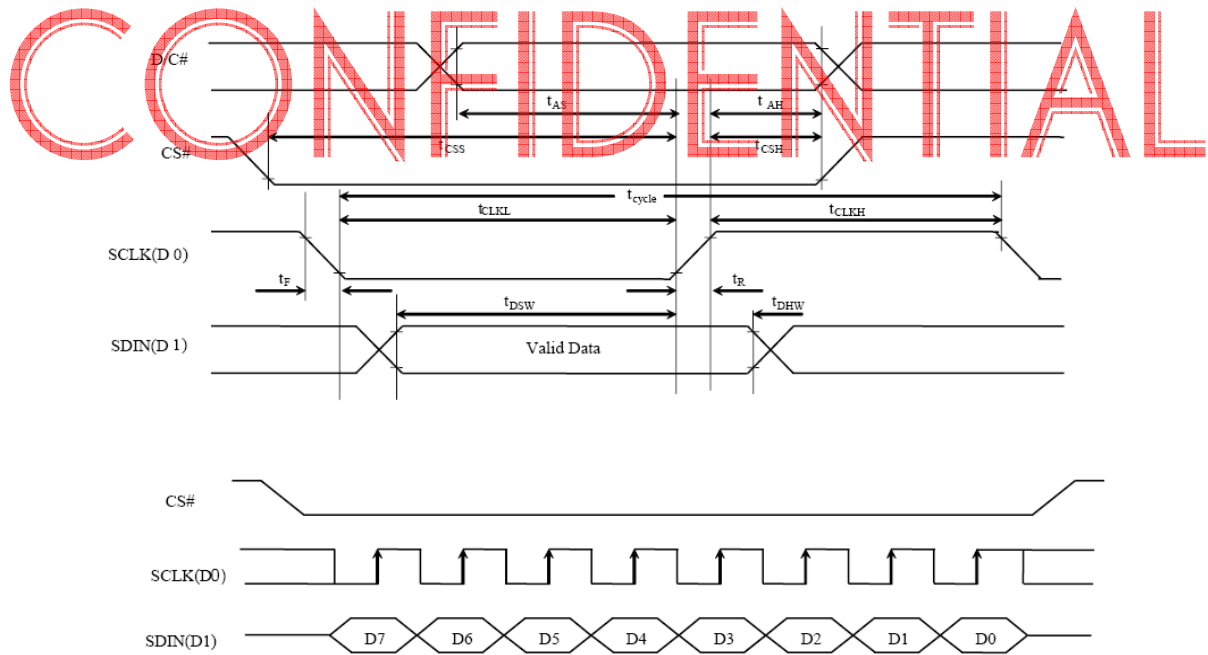 CONFIDENTIAL
D/C#
tAS
tAH
CS#
tCSS
tCSH
tcycle
tCLKL
tCLKH
SCLK(D 0)
tF
tR
tDSW
tDHW
SDIN(D 1)
Valid Data
CS#
SCLK(D0)
SDIN(D1)
D7 D6 D5 D4 D3 D2 D1 D0